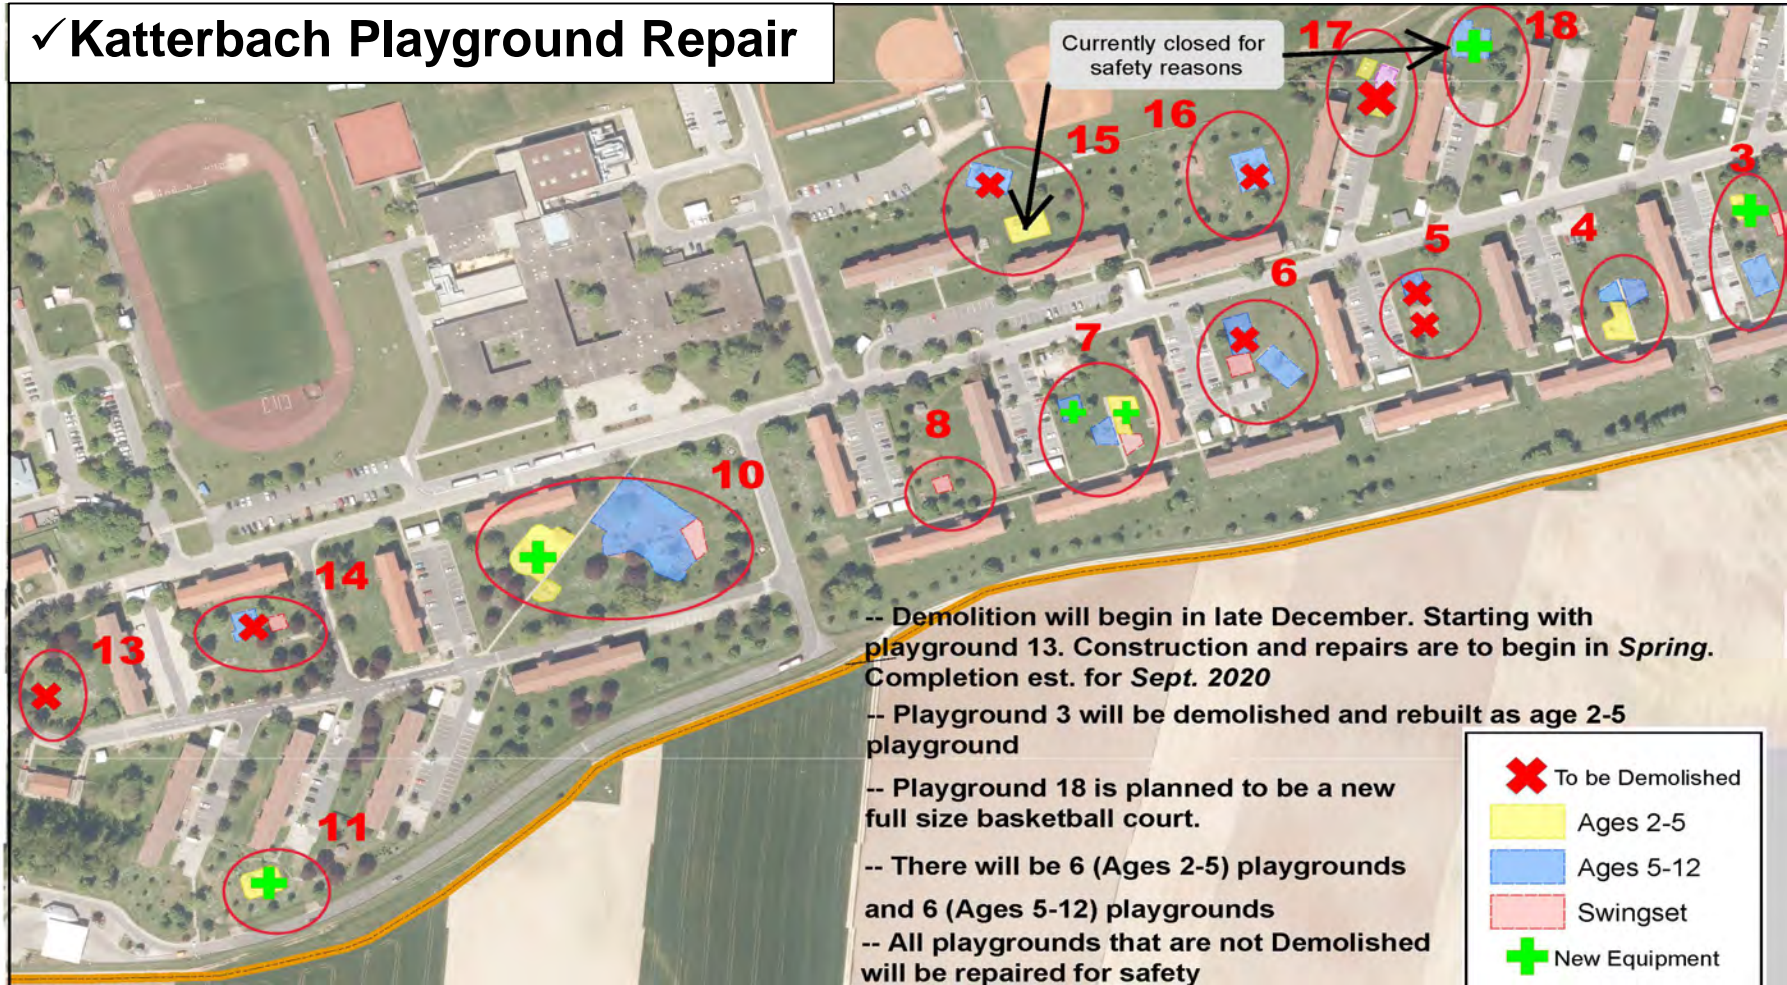 ✓Katterbach Playground Repair
Currently closed for
safety reasons
17
18
15
16
3
5
4
6
7
8
10
14
13
11
-- Demolition will begin in late December. Starting with
playground 13. Construction and repairs are to begin in Spring.
Completion est. for Sept. 2020
-- Playground 3 will be demolished and rebuilt as age 2-5
playground
-- Playground 18 is planned to be a new
full size basketball court.
-- There will be 6 (Ages 2-5) playgrounds
and 6 (Ages 5-12) playgrounds
-- All playgrounds that are not Demolished
will be repaired for safety
To be Demolished
Ages 2-5
Ages 5-12
Swingset
New Equipment